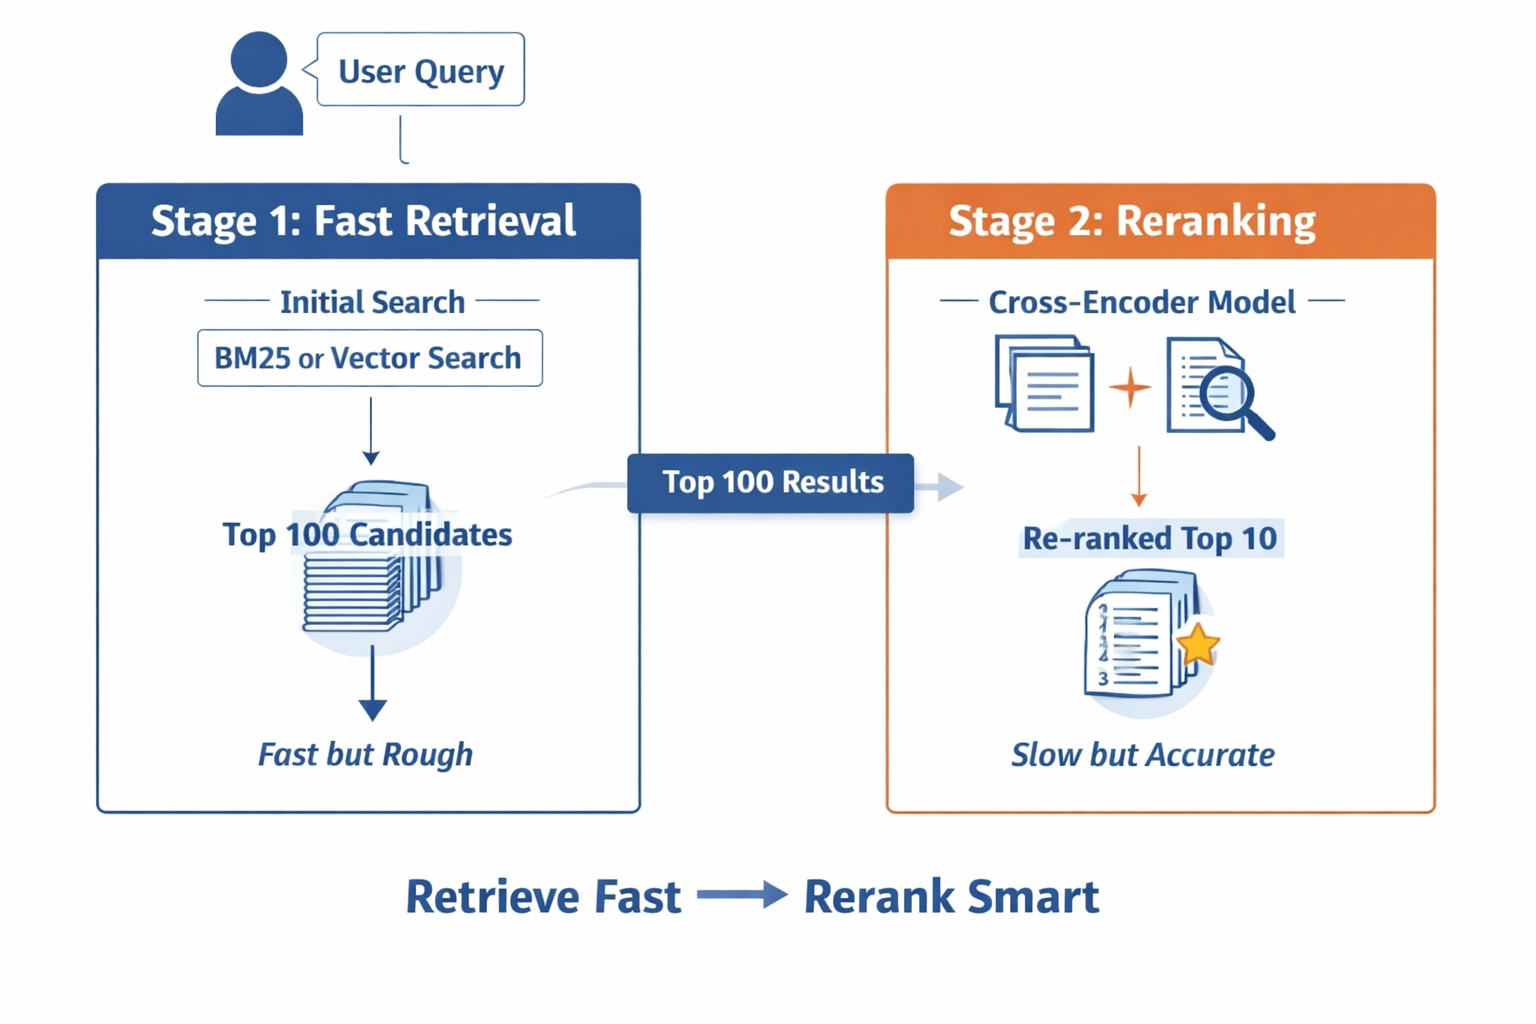 User Query
Stage 1: Fast Retrieval
Initial Search
BM25 or Vector Search
Top 100 Candidates
Fast but Rough
Top 100 Results
Stage 2: Reranking
Cross-Encoder Model
Re-ranked Top 10
3
Slow but Accurate
Retrieve Fast → Rerank Smart